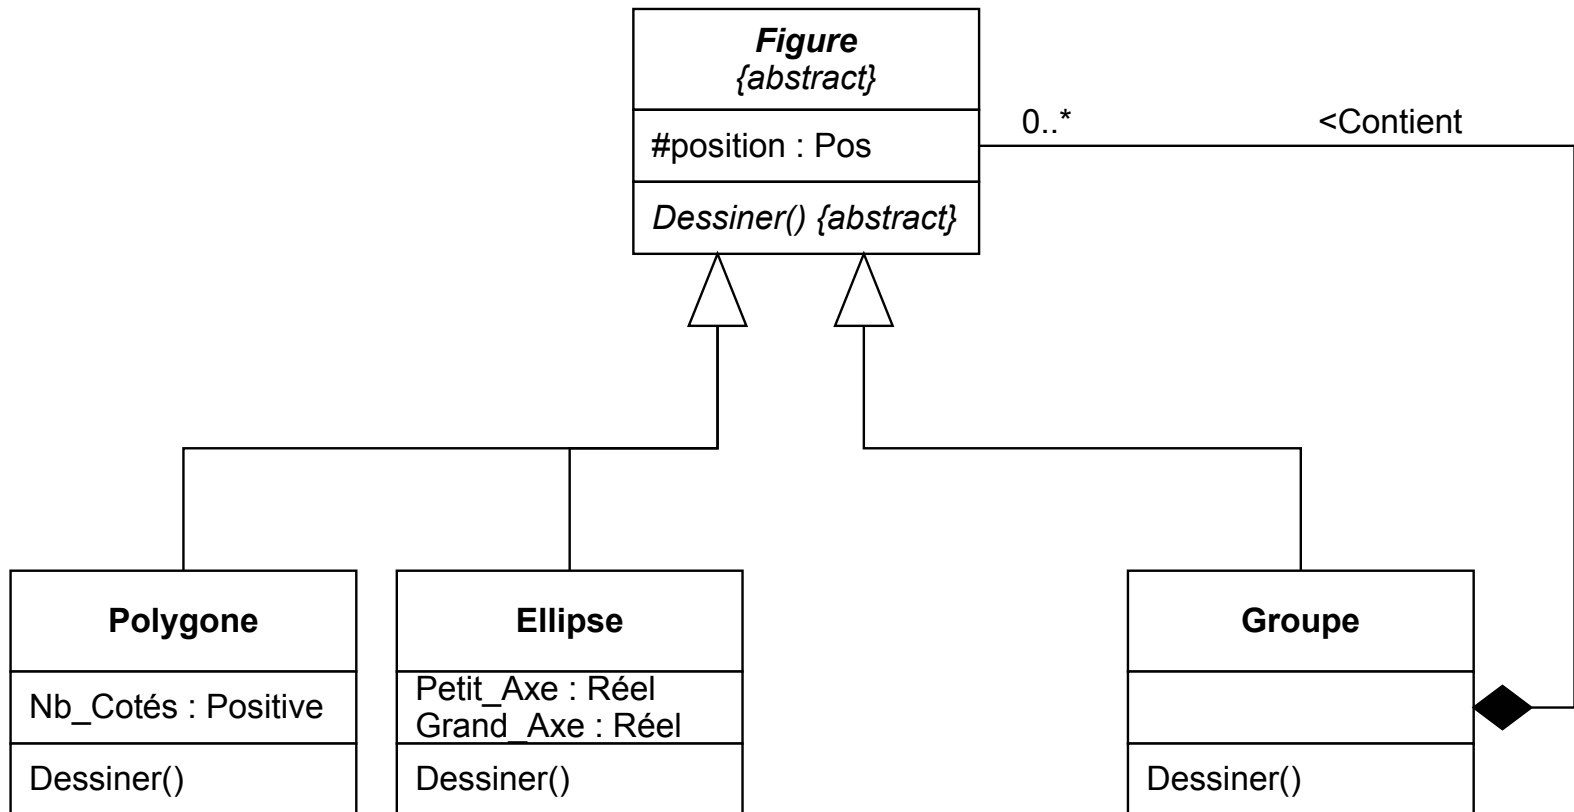 Figure
{abstract}
#position : Pos
Dessiner() {abstract}
0..*
<Contient
Polygone
Nb_Cotés : Positive
Dessiner()
Ellipse
Petit_Axe : Réel
Grand_Axe : Réel
Dessiner()
Groupe
Dessiner()